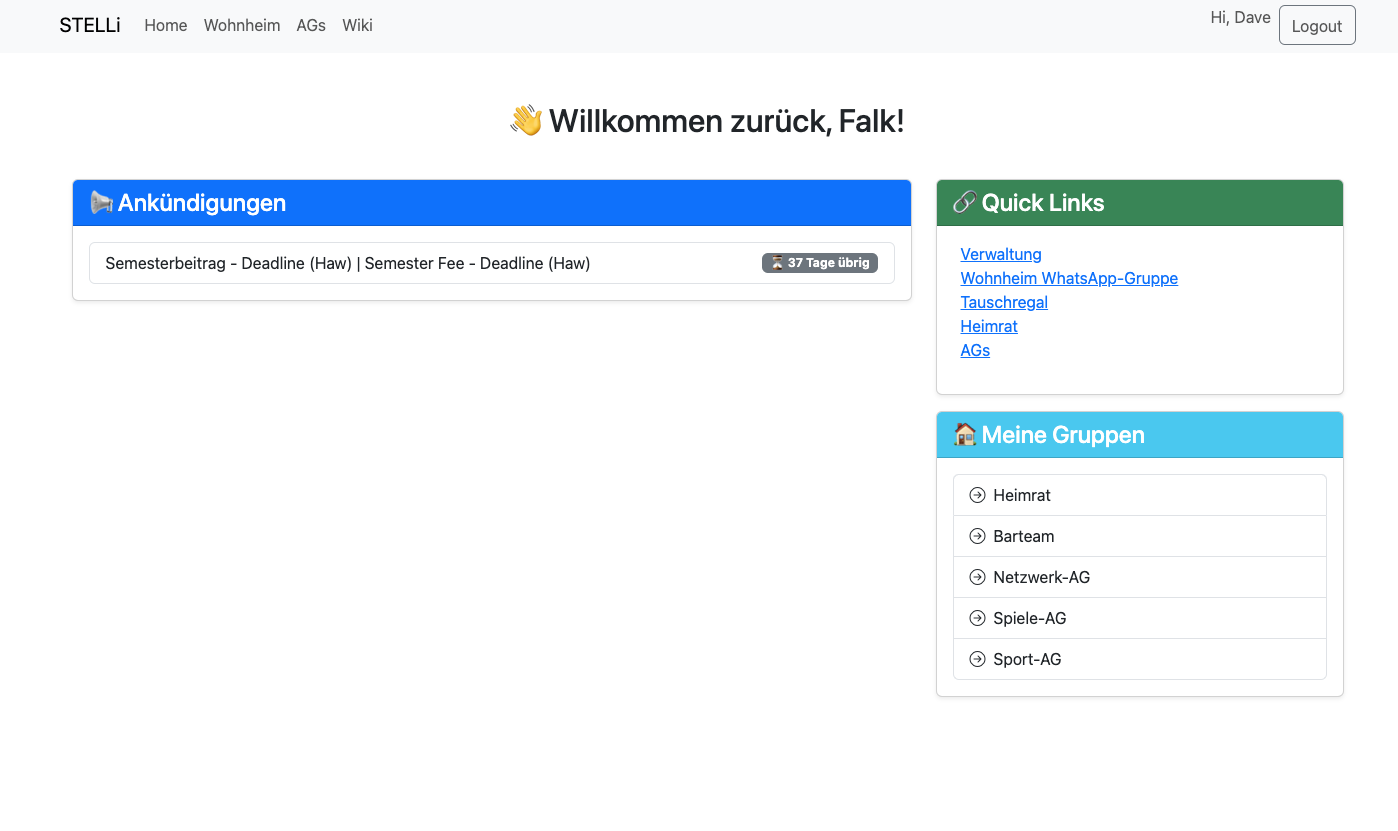 STELLi Home Wohnheim AGs Wiki Hi, Dave Logout
👋 Willkommen zurück, Falk!
📢 Ankündigungen
Semesterbeitrag - Deadline (Haw) | Semester Fee - Deadline (Haw) ⏳ 37 Tage übrig
🔗 Quick Links
Verwaltung
Wohnheim WhatsApp-Gruppe
Tauschregal
Heimrat
AGs
🏠 Meine Gruppen
Heimrat
Barteam
Netzwerk-AG
Spiele-AG
Sport-AG